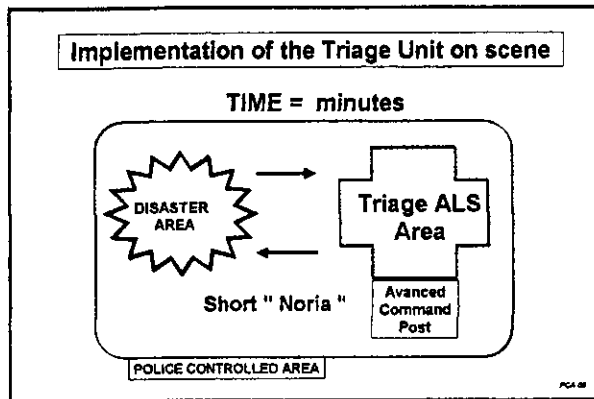 Implementation of the Triage Unit on scene
TIME = minutes
DISASTER
AREA
Triage ALS
Area
Short " Noria "
Avanced
Command
Post
POLICE CONTROLLED AREA